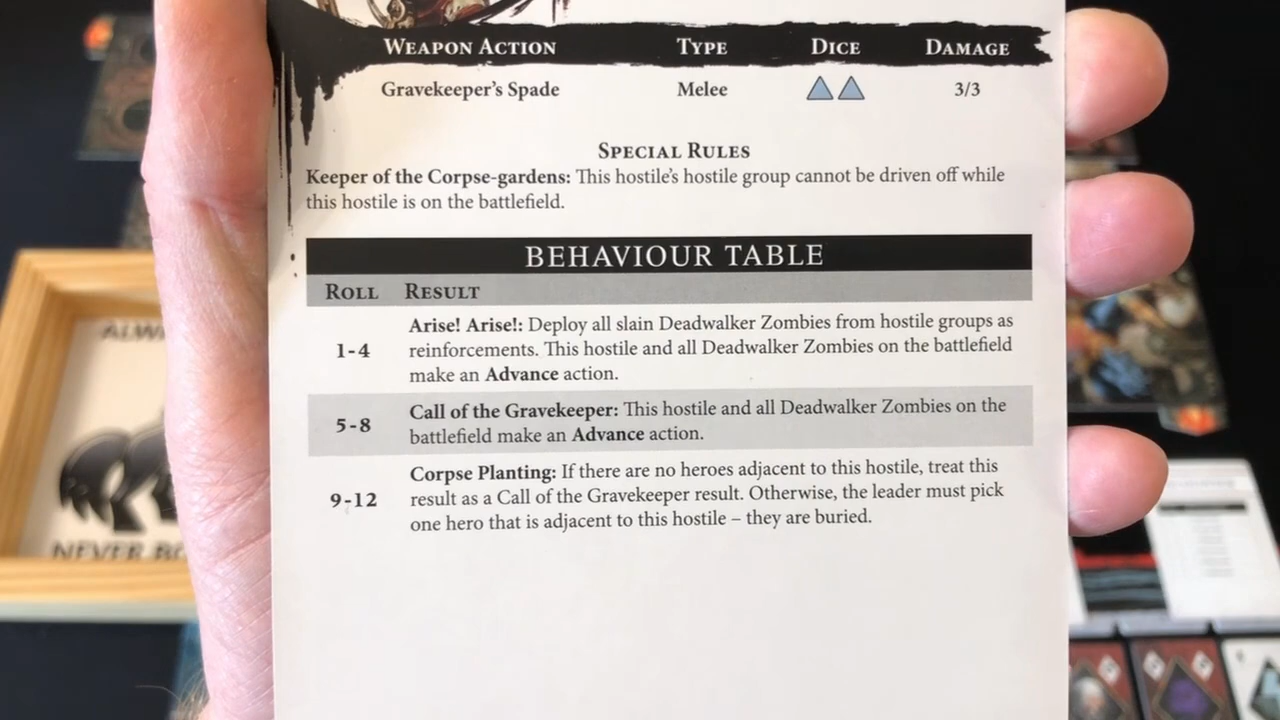 WEAPON ACTION TYPE DICE DAMAGE
Gravekeeper's Spade Melee 3/3
SPECIAL RULES
Keeper of the Corpse-gardens: This hostile's hostile group cannot be driven off while
this hostile is on the battlefield.
BEHAVIOUR TABLE
ROLL RESULT
1-4 Arise! Arise!: Deploy all slain Deadwalker Zombies from hostile groups as
reinforcements. This hostile and all Deadwalker Zombies on the battlefield
make an Advance action.
5-8 Call of the Gravekeeper: This hostile and all Deadwalker Zombies on the
battlefield make an Advance action.
9-12 Corpse Planting: If there are no heroes adjacent to this hostile, treat this
result as a Call of the Gravekeeper result. Otherwise, the leader must pick
one hero that is adjacent to this hostile – they are buried.
NEVER